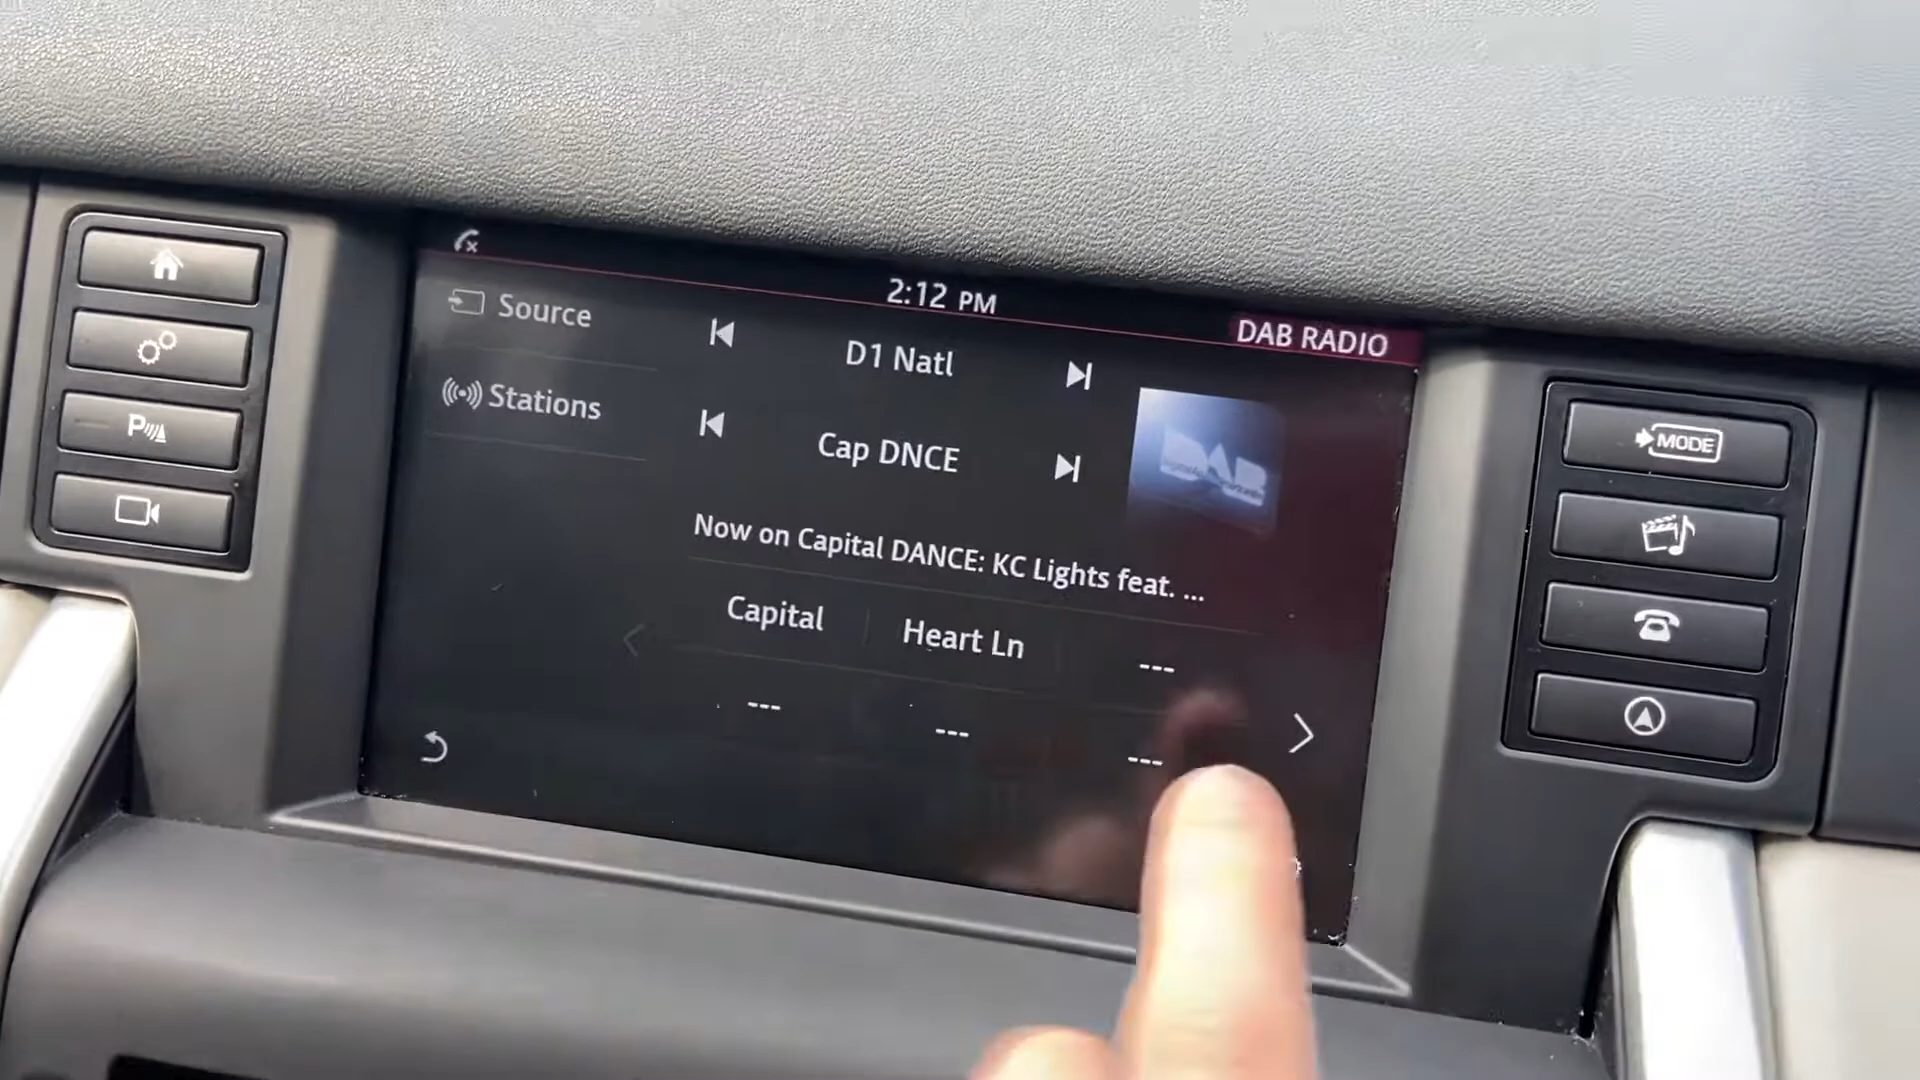 2:12 PM
DAB RADIO
Source
D1 Natl
Stations
Cap DNCE
DAB
Now on Capital DANCE: KC Lights feat. ...
Capital
Heart Ln
---
---
---
---
P
MODE